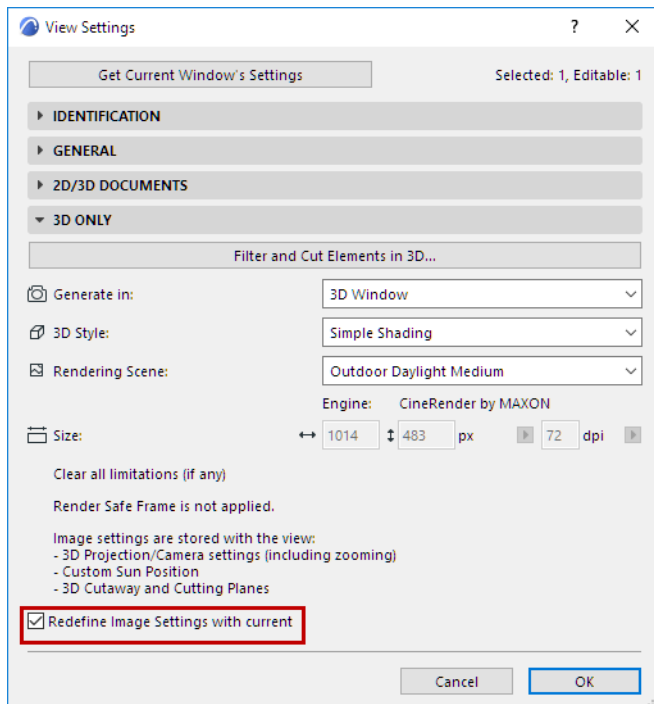 View Settings
?
Get Current Window's Settings
Selected: 1, Editable: 1
IDENTIFICATION
GENERAL
2D/3D DOCUMENTS
3D ONLY
Filter and Cut Elements in 3D...
Generate in: 3D Window
3D Style: Simple Shading
Rendering Scene: Outdoor Daylight Medium
Engine: CineRender by MAXON
Size: 1014 483 px 72 dpi
Clear all limitations (if any)
Render Safe Frame is not applied.
Image settings are stored with the view:
- 3D Projection/Camera settings (including zooming)
- Custom Sun Position
- 3D Cutaway and Cutting Planes
Redefine Image Settings with current
Cancel OK